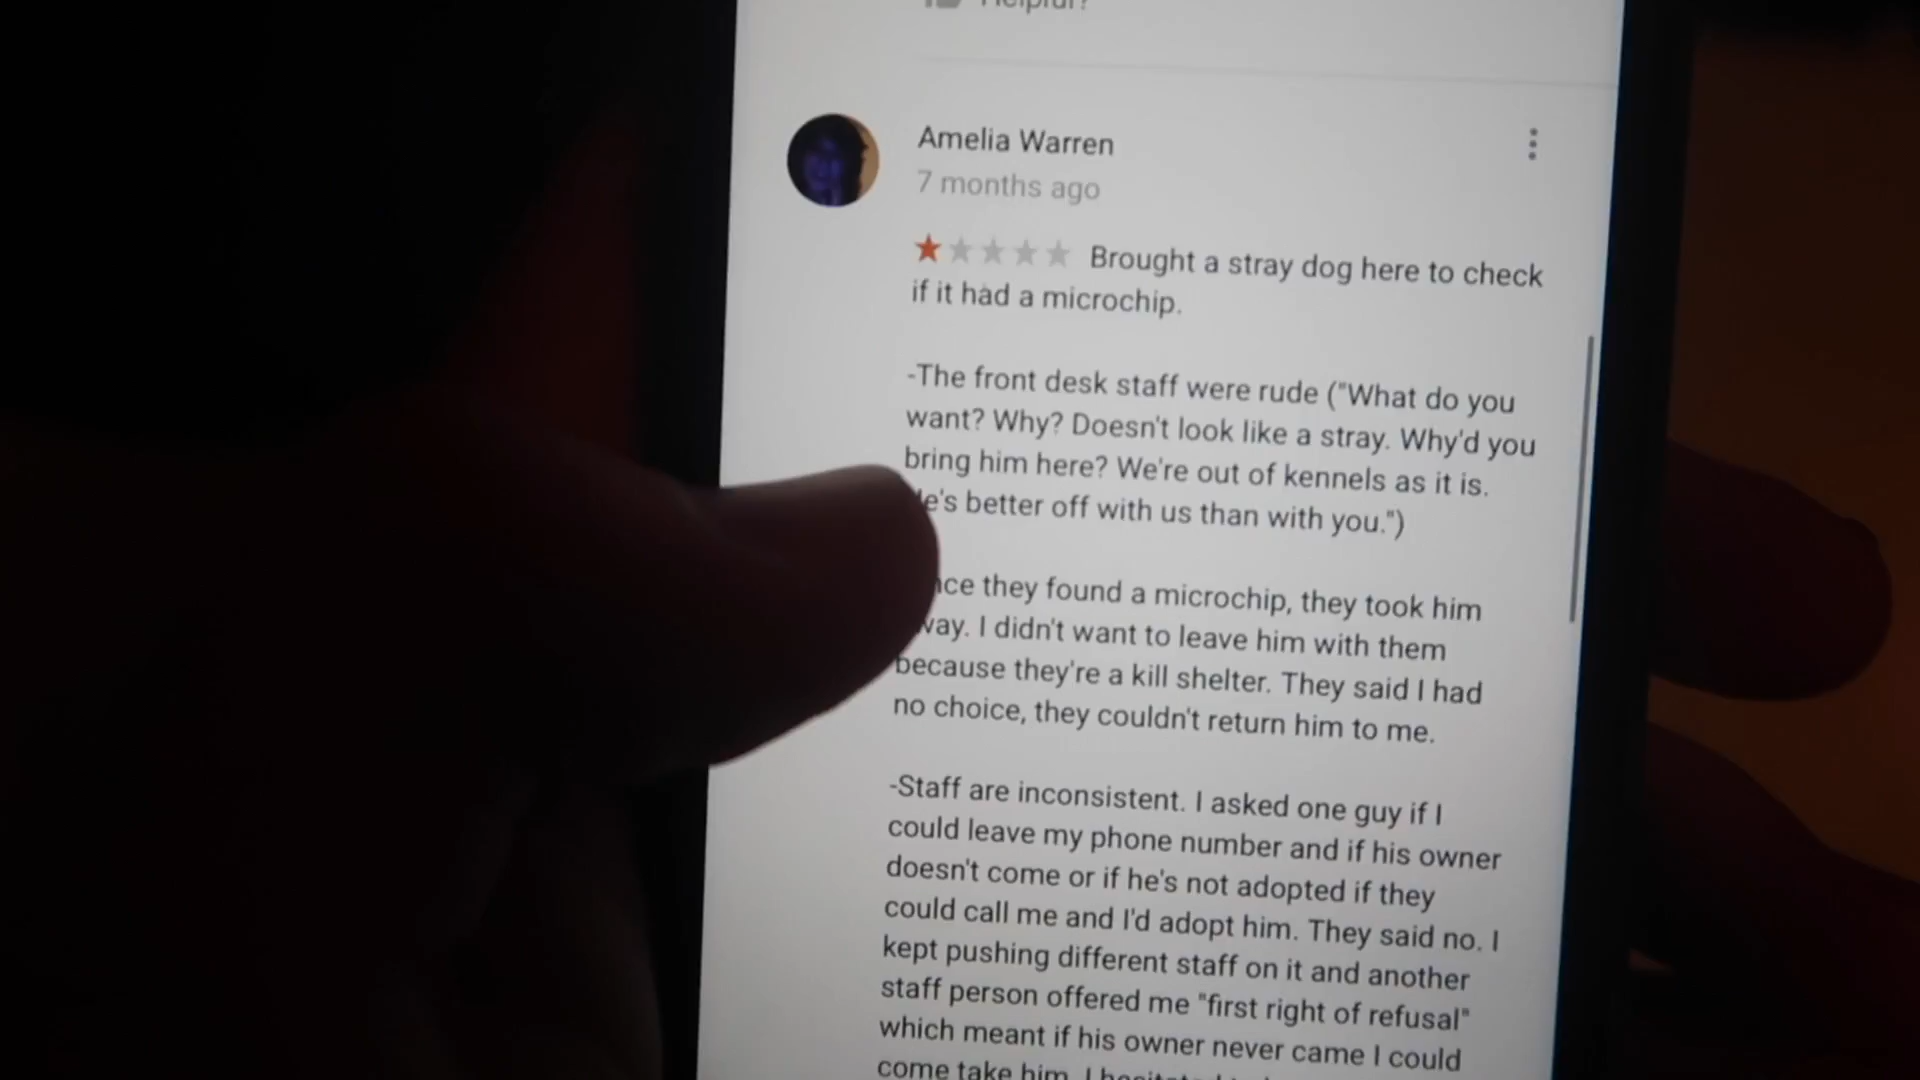 Helpful?
Amelia Warren
7 months ago
Brought a stray dog here to check
if it had a microchip.
-The front desk staff were rude ("What do you
want? Why? Doesn't look like a stray. Why'd you
bring him here? We're out of kennels as it is.
e's better off with us than with you.")
ce they found a microchip, they took him
way. I didn't want to leave him with them
because they're a kill shelter. They said I had
no choice, they couldn't return him to me.
-Staff are inconsistent. I asked one guy if I
could leave my phone number and if his owner
doesn't come or if he's not adopted if they
could call me and I'd adopt him. They said no. I
kept pushing different staff on it and another
staff person offered me "first right of refusal"
which meant if his owner never came I could
come take him. I